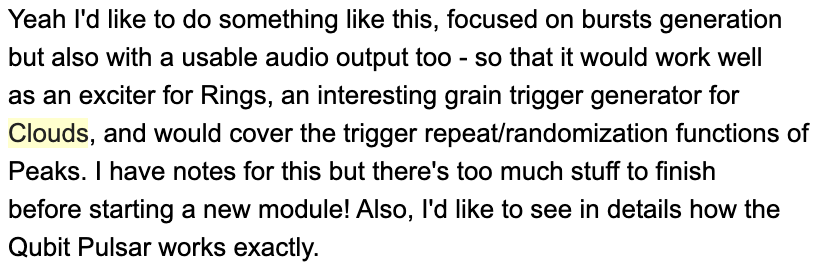 Yeah I'd like to do something like this, focused on bursts generation
but also with a usable audio output too - so that it would work well
as an exciter for Rings, an interesting grain trigger generator for
Clouds, and would cover the trigger repeat/randomization functions of
Peaks. I have notes for this but there's too much stuff to finish
before starting a new module! Also, I'd like to see in details how the
Qubit Pulsar works exactly.